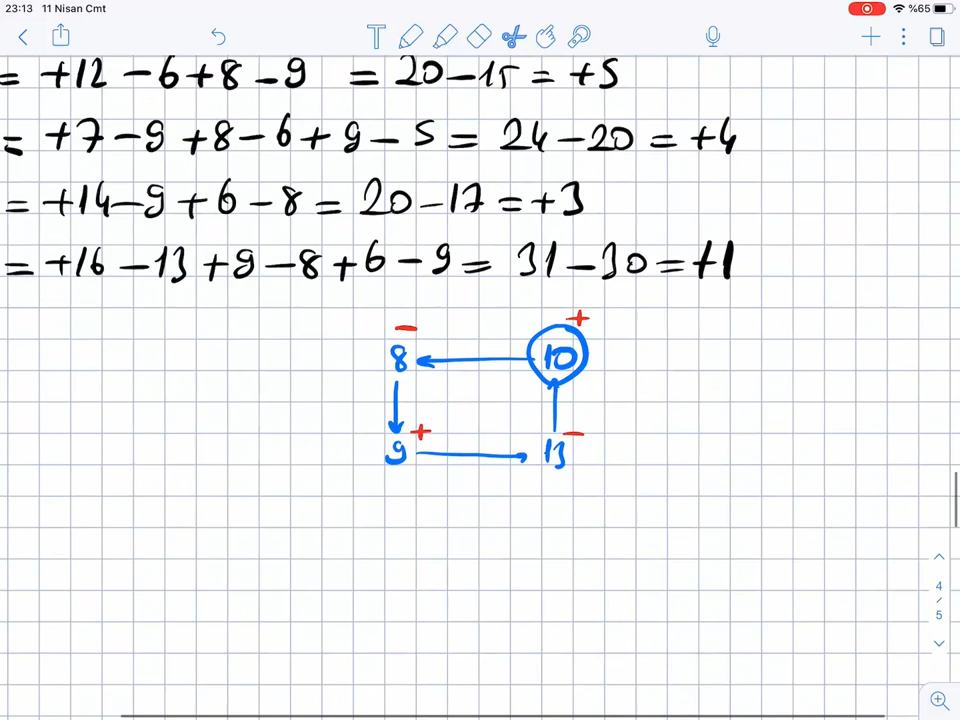 23:13 11 Nisan Cmt %65
= +12 -6+8-9 = 20-15 = +5
= +7-9+8-6+9-5 = 24-20 = +4
= +14-9+6-8 = 20-17 = +3
= +16-13+9-8+6-9 = 31-30 = +1
- +
8 10
+ -
9 13
4
/
5